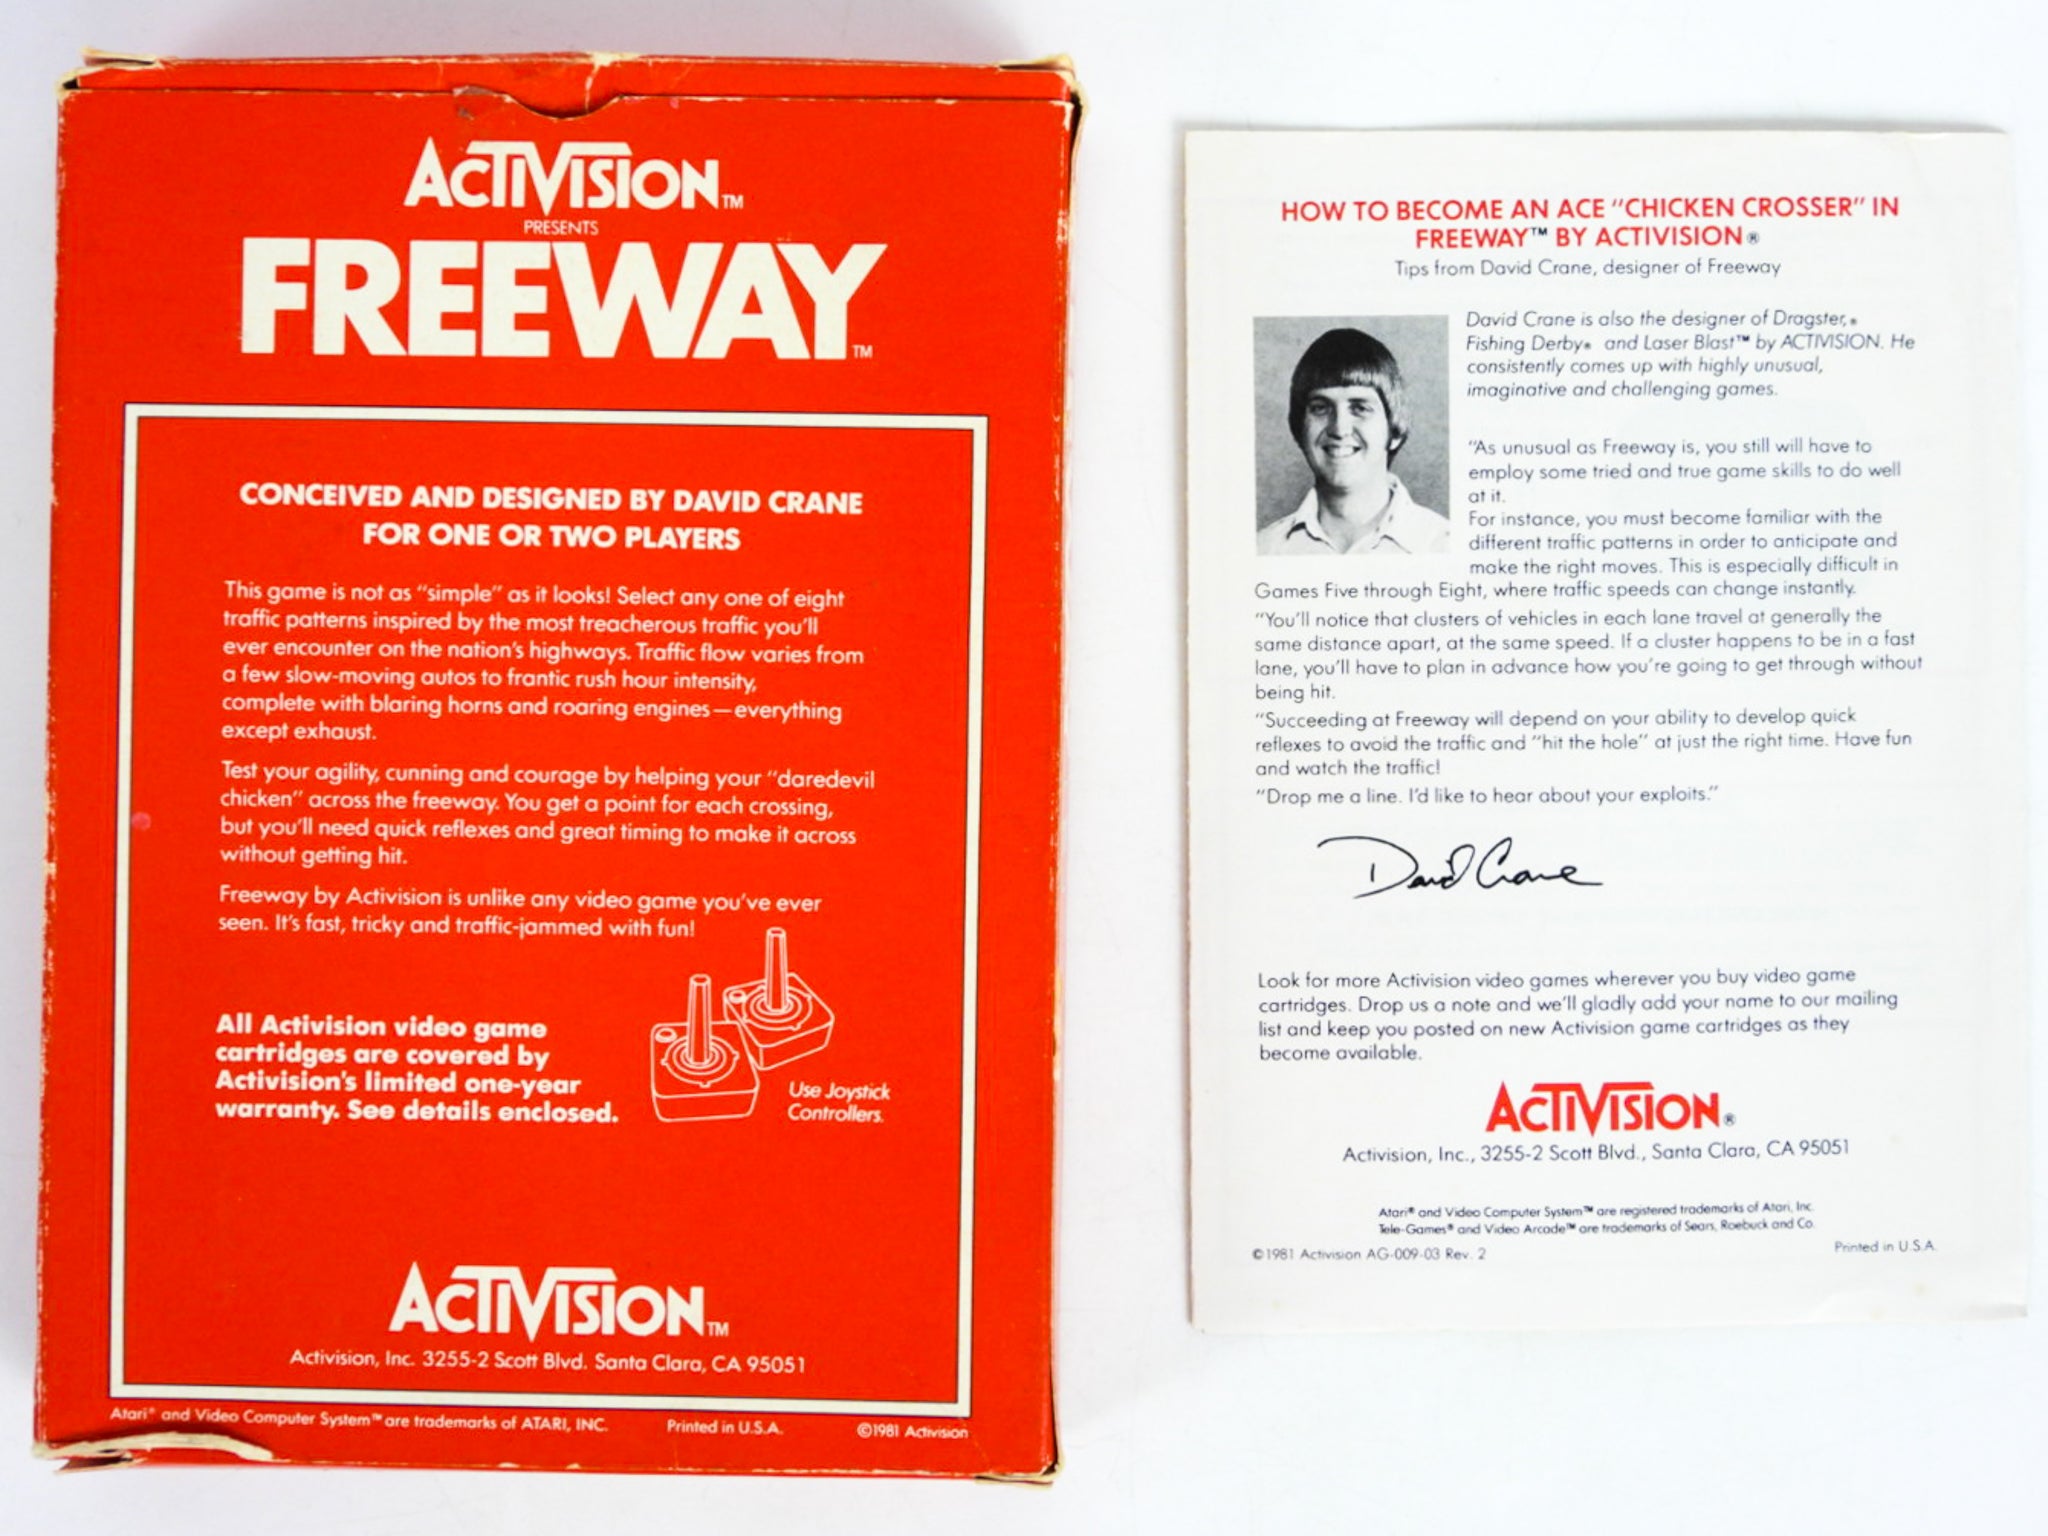 ACTIVISION™
PRESENTS
FREEWAY™
CONCEIVED AND DESIGNED BY DAVID CRANE
FOR ONE OR TWO PLAYERS
This game is not as "simple" as it looks! Select any one of eight
traffic patterns inspired by the most treacherous traffic you'll
ever encounter on the nation's highways. Traffic flow varies from
a few slow-moving autos to frantic rush hour intensity,
complete with blaring horns and roaring engines—everything
except exhaust.
Test your agility, cunning and courage by helping your "daredevil
chicken" across the freeway. You get a point for each crossing,
but you'll need quick reflexes and great timing to make it across
without getting hit.
Freeway by Activision is unlike any video game you've ever
seen. It's fast, tricky and traffic-jammed with fun!
All Activision video game
cartridges are covered by
Activision's limited one-year
warranty. See details enclosed.
Use Joystick
Controllers.
ACTIVISION™
Activision, Inc. 3255-2 Scott Blvd. Santa Clara, CA 95051
Atari® and Video Computer System™ are trademarks of ATARI, INC. Printed in U.S.A. ©1981 Activision
HOW TO BECOME AN ACE "CHICKEN CROSSER" IN
FREEWAY™ BY ACTIVISION®
Tips from David Crane, designer of Freeway
David Crane is also the designer of Dragster,®
Fishing Derby® and Laser Blast™ by ACTIVISION. He
consistently comes up with highly unusual,
imaginative and challenging games.
"As unusual as Freeway is, you still will have to
employ some tried and true game skills to do well
at it.
For instance, you must become familiar with the
different traffic patterns in order to anticipate and
make the right moves. This is especially difficult in
Games Five through Eight, where traffic speeds can change instantly.
"You'll notice that clusters of vehicles in each lane travel at generally the
same distance apart, at the same speed. If a cluster happens to be in a fast
lane, you'll have to plan in advance how you're going to get through without
being hit.
"Succeeding at Freeway will depend on your ability to develop quick
reflexes to avoid the traffic and "hit the hole" at just the right time. Have fun
and watch the traffic!
"Drop me a line. I'd like to hear about your exploits."
David Crane
Look for more Activision video games wherever you buy video game
cartridges. Drop us a note and we'll gladly add your name to our mailing
list and keep you posted on new Activision game cartridges as they
become available.
ACTIVISION®
Activision, Inc., 3255-2 Scott Blvd., Santa Clara, CA 95051
Atari® and Video Computer System™ are registered trademarks of Atari, Inc.
Tele-Games® and Video Arcade™ are trademarks of Sears, Roebuck and Co.
©1981 Activision AG-009-03 Rev. 2 Printed in U.S.A.